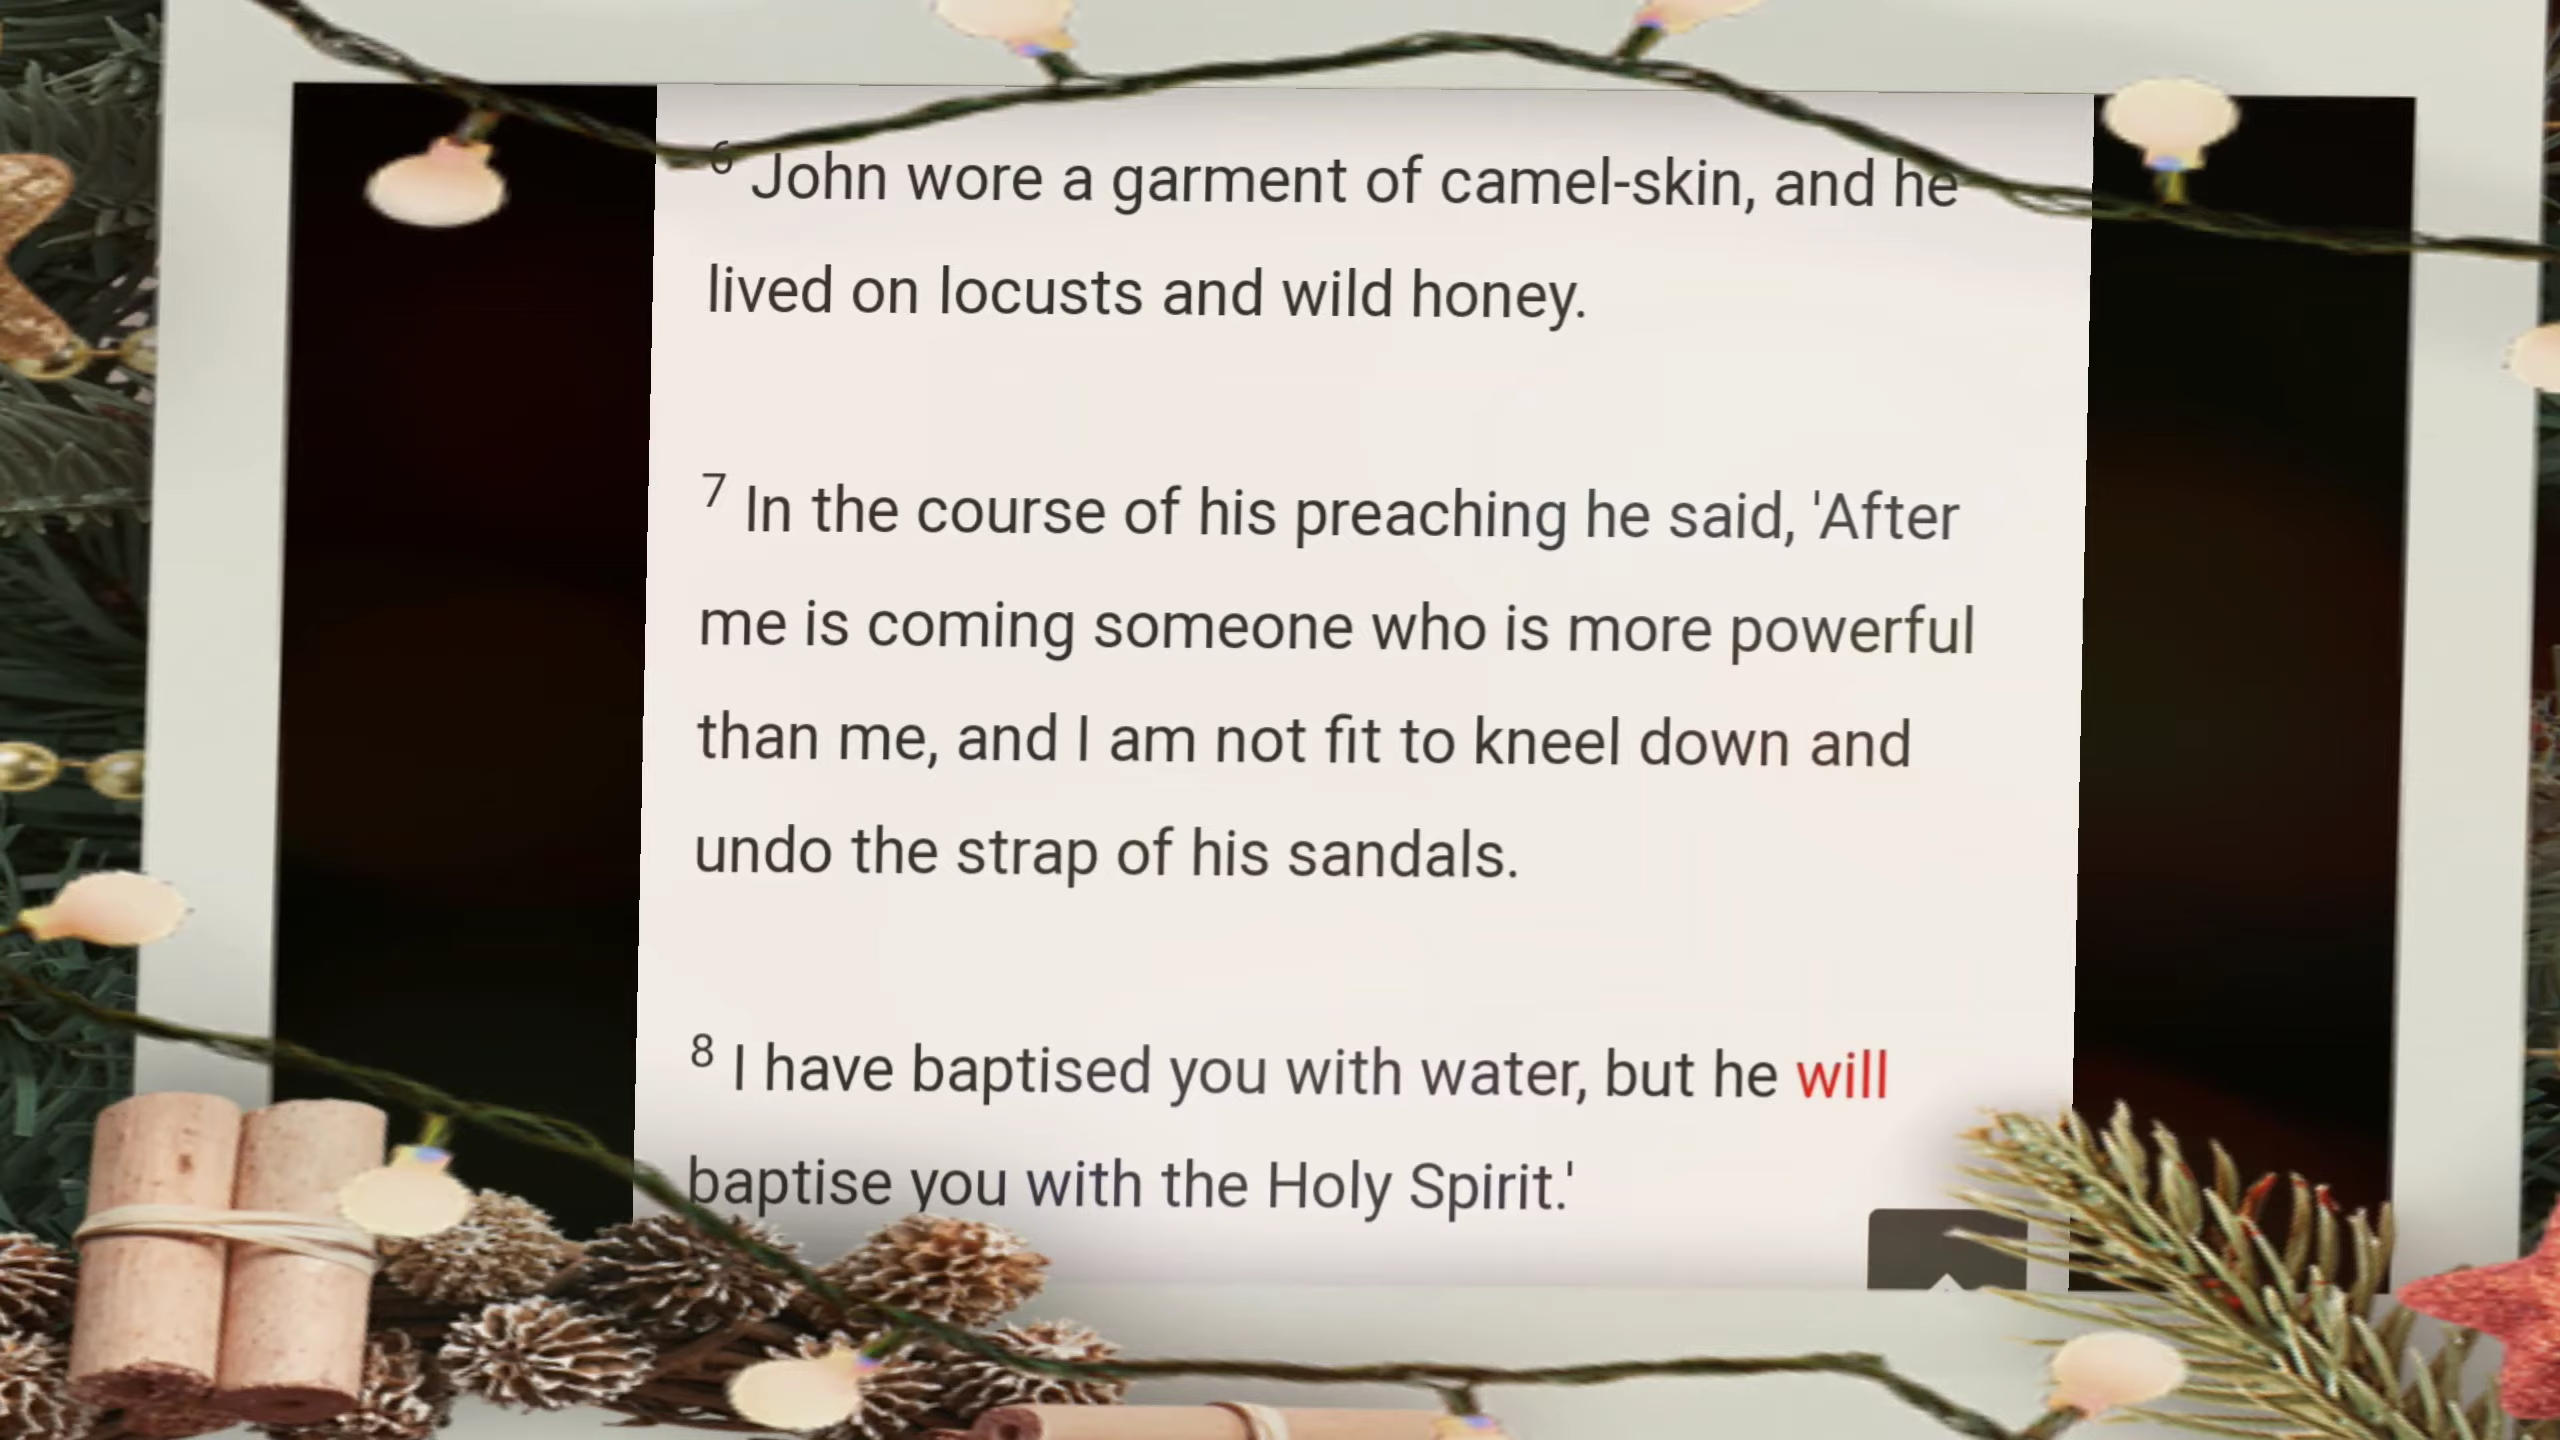 6 John wore a garment of camel-skin, and he
lived on locusts and wild honey.
7 In the course of his preaching he said, 'After
me is coming someone who is more powerful
than me, and I am not fit to kneel down and
undo the strap of his sandals.
8 I have baptised you with water, but he will
baptise you with the Holy Spirit.'